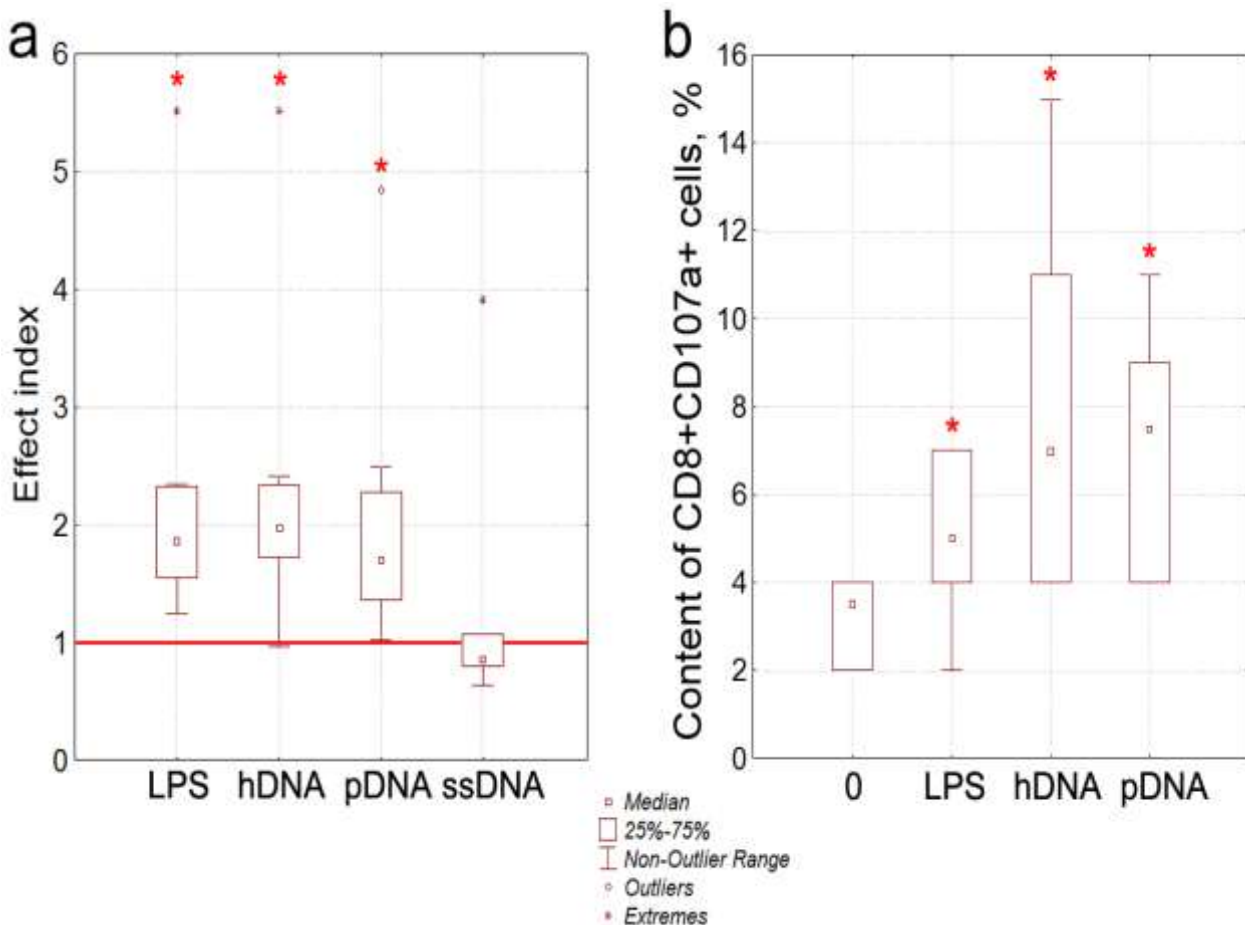 a
Effect index
6
5
4
3
2
1
0
LPS hDNA pDNA ssDNA
b
Content of CD8+CD107a+ cells, %
16
14
12
10
8
6
4
2
0
0 LPS hDNA pDNA
Median
25%-75%
Non-Outlier Range
Outliers
Extremes